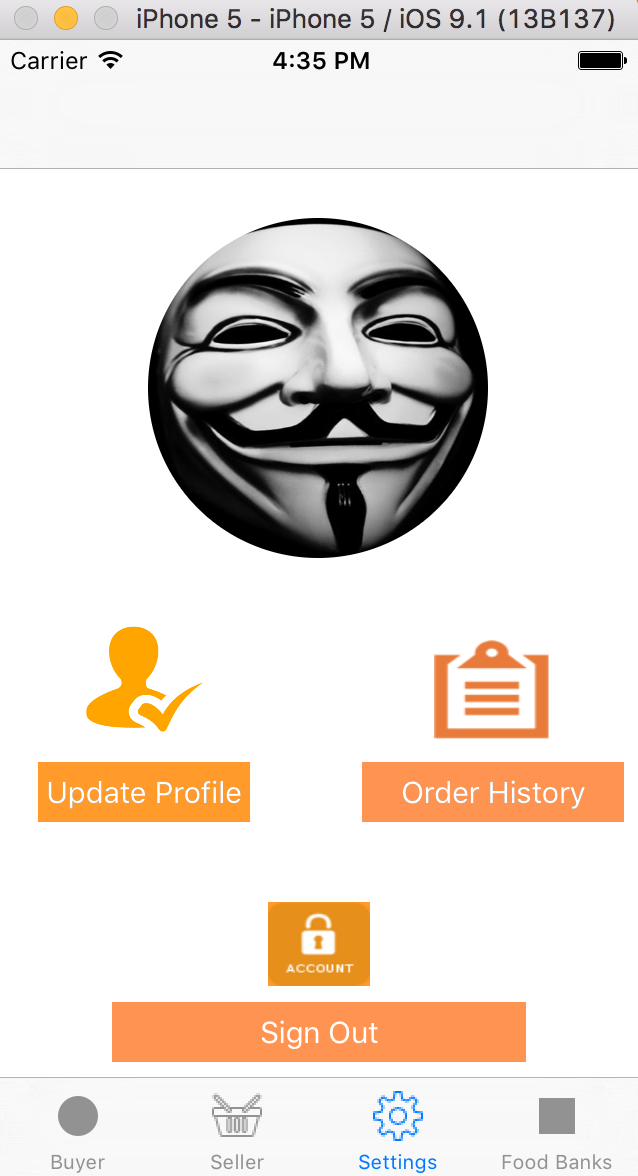 iPhone 5 - iPhone 5 / iOS 9.1 (13B137)
Carrier 4:35 PM
Update Profile Order History
ACCOUNT
Sign Out
Buyer Seller Settings Food Banks